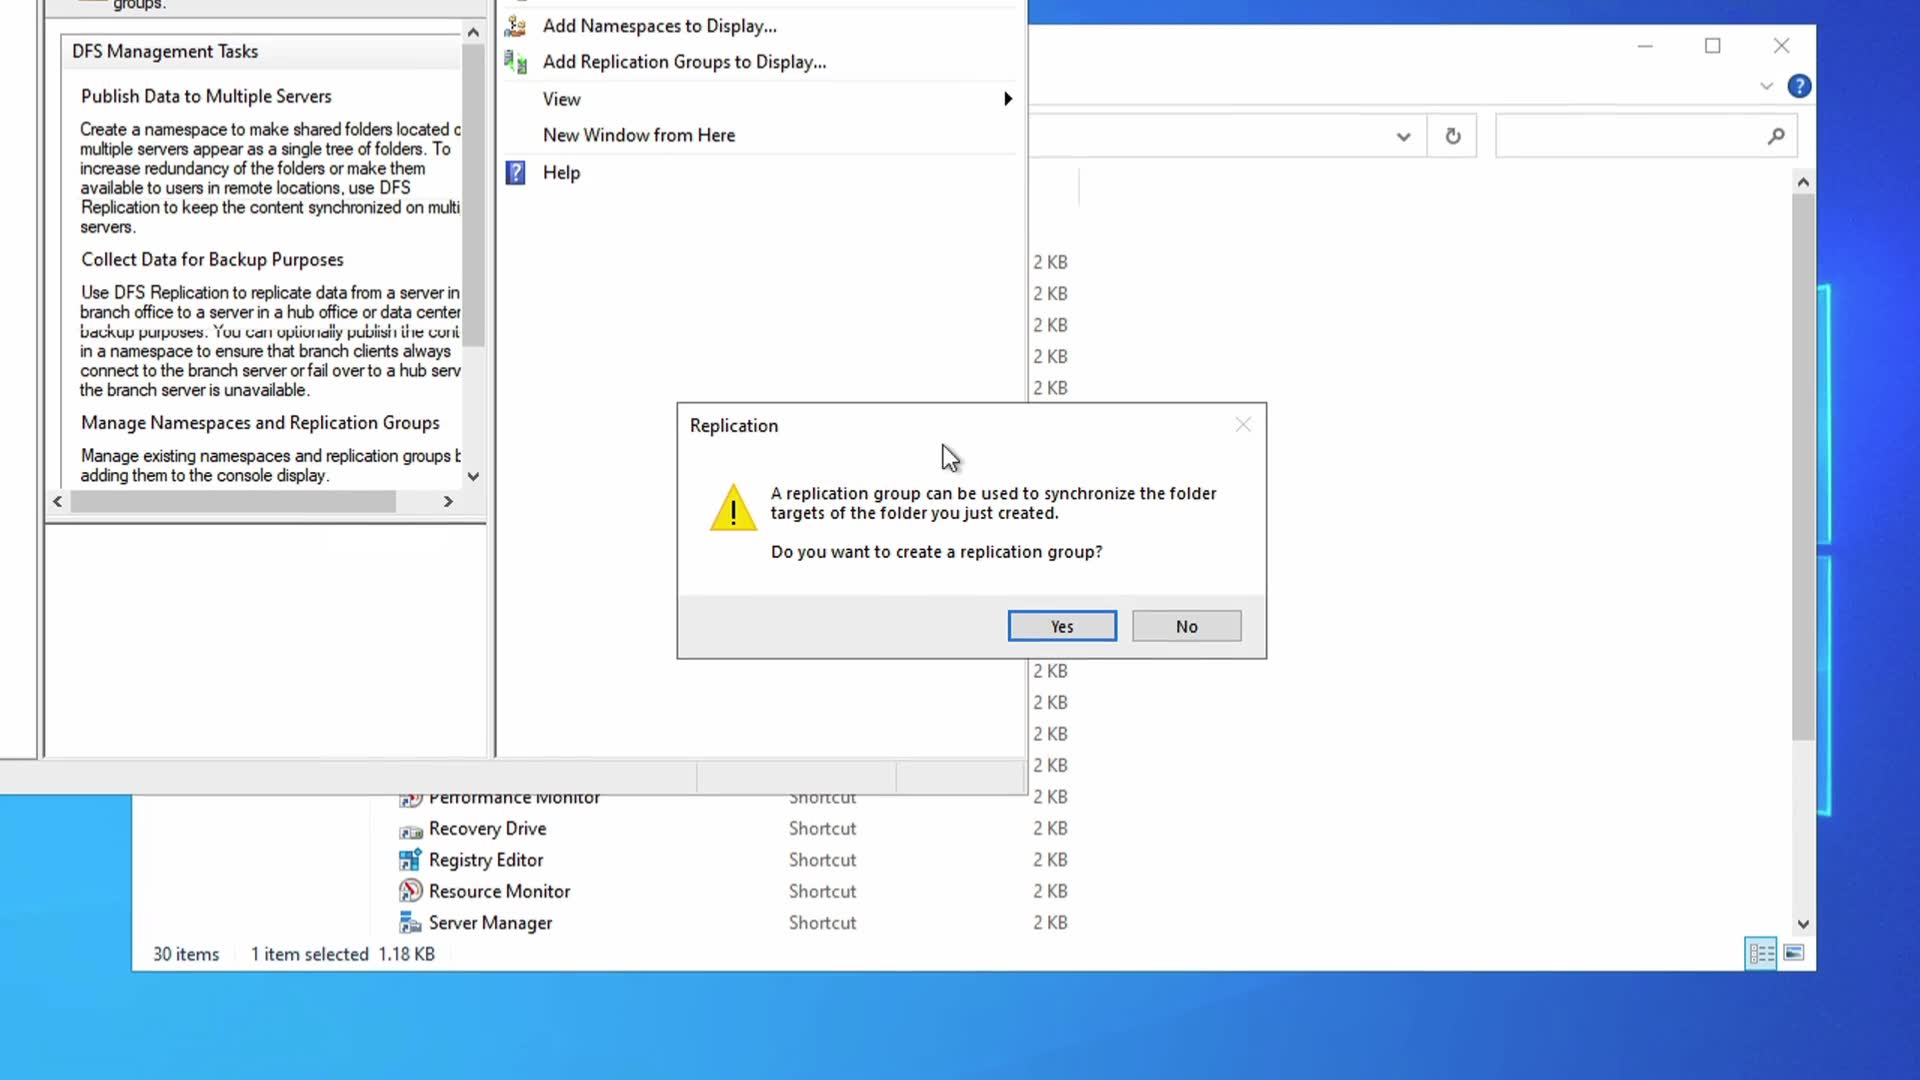 groups.
DFS Management Tasks
Publish Data to Multiple Servers
Create a namespace to make shared folders located
multiple servers appear as a single tree of folders. To
increase redundancy of the folders or make them
available to users in remote locations, use DFS
Replication to keep the content synchronized on multi
servers.
Collect Data for Backup Purposes
Use DFS Replication to replicate data from a server in
branch office to a server in a hub office or data center
backup purposes. You can optionally publish the cont
in a namespace to ensure that branch clients always
connect to the branch server or fail over to a hub serv
the branch server is unavailable.
Manage Namespaces and Replication Groups
Manage existing namespaces and replication groups b
adding them to the console display.
Add Namespaces to Display...
Add Replication Groups to Display...
View
New Window from Here
Help
2 KB
2 KB
2 KB
2 KB
2 KB
Replication
A replication group can be used to synchronize the folder
targets of the folder you just created.
Do you want to create a replication group?
Yes No
2 KB
2 KB
2 KB
2 KB
Performance Monitor Shortcut 2 KB
Recovery Drive Shortcut 2 KB
Registry Editor Shortcut 2 KB
Resource Monitor Shortcut 2 KB
Server Manager Shortcut 2 KB
30 items 1 item selected 1.18 KB